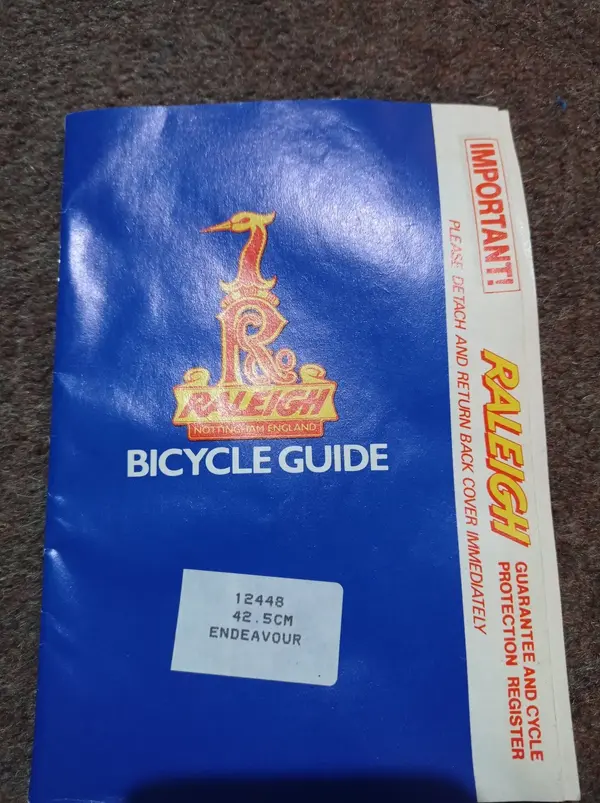 R
RALEIGH
NOTTINGHAM ENGLAND
BICYCLE GUIDE
12448
42.5CM
ENDEAVOUR
IMPORTANT!
PLEASE DETACH AND RETURN BACK COVER IMMEDIATELY
RALEIGH
GUARANTEE AND CYCLE
PROTECTION REGISTER